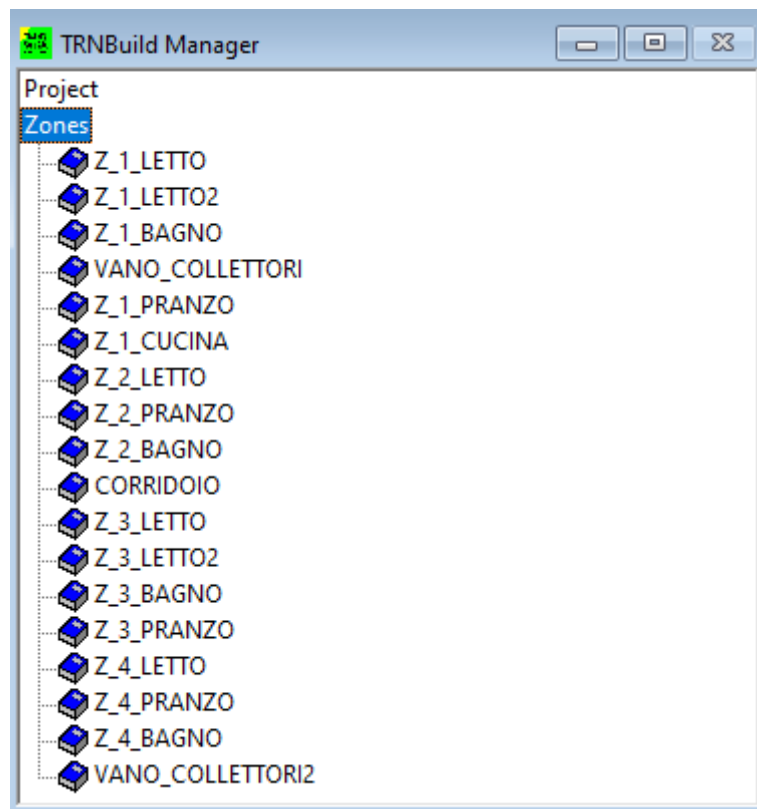 TRNBuild Manager
Project
Zones
Z_1_LETTO
Z_1_LETTO2
Z_1_BAGNO
VANO_COLLETTORI
Z_1_PRANZO
Z_1_CUCINA
Z_2_LETTO
Z_2_PRANZO
Z_2_BAGNO
CORRIDOIO
Z_3_LETTO
Z_3_LETTO2
Z_3_BAGNO
Z_3_PRANZO
Z_4_LETTO
Z_4_PRANZO
Z_4_BAGNO
VANO_COLLETTORI2